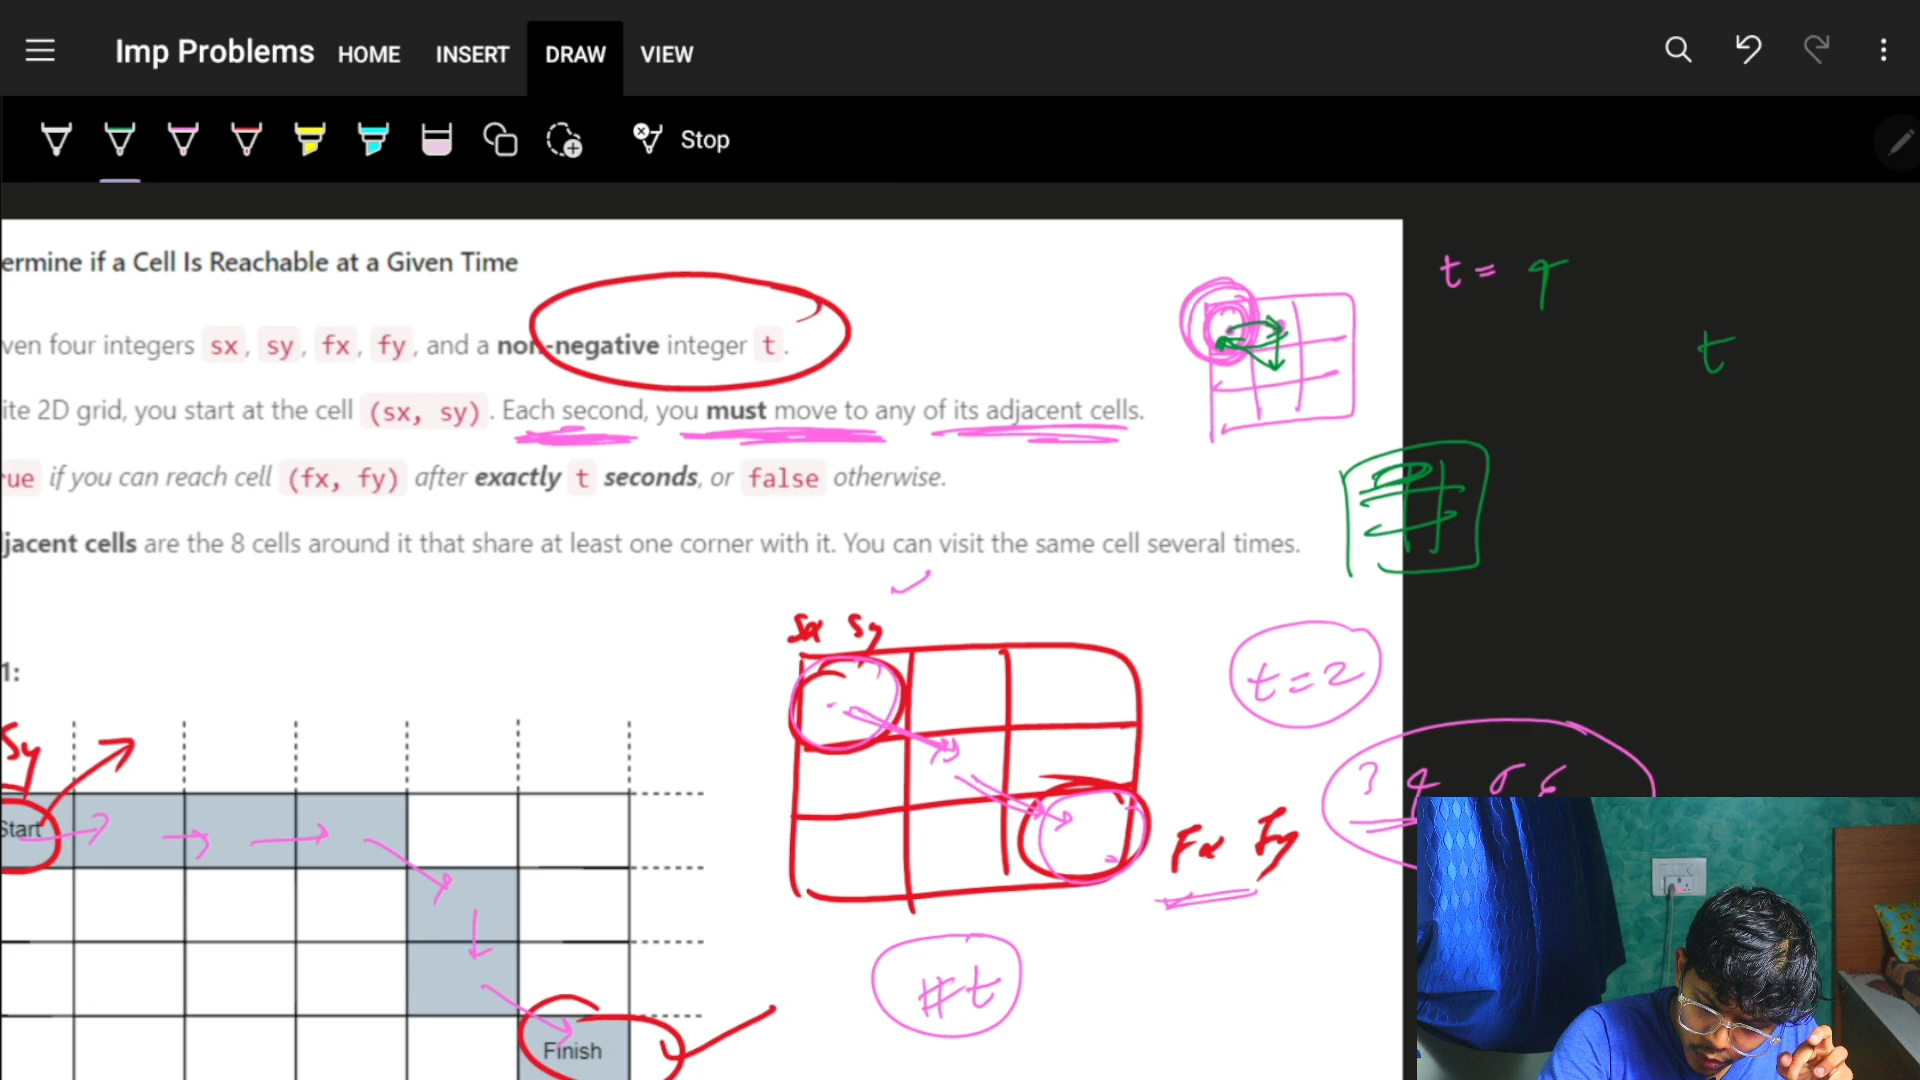 Imp Problems HOME INSERT DRAW VIEW
Stop
ermine if a Cell Is Reachable at a Given Time
ven four integers sx, sy, fx, fy, and a non-negative integer t.
ite 2D grid, you start at the cell (sx, sy). Each second, you must move to any of its adjacent cells.
rue if you can reach cell (fx, fy) after exactly t seconds, or false otherwise.
jacent cells are the 8 cells around it that share at least one corner with it. You can visit the same cell several times.
t =
t
Sx Sy
1:
t=2
Sy
Start
Fx Fy
#t
Finish